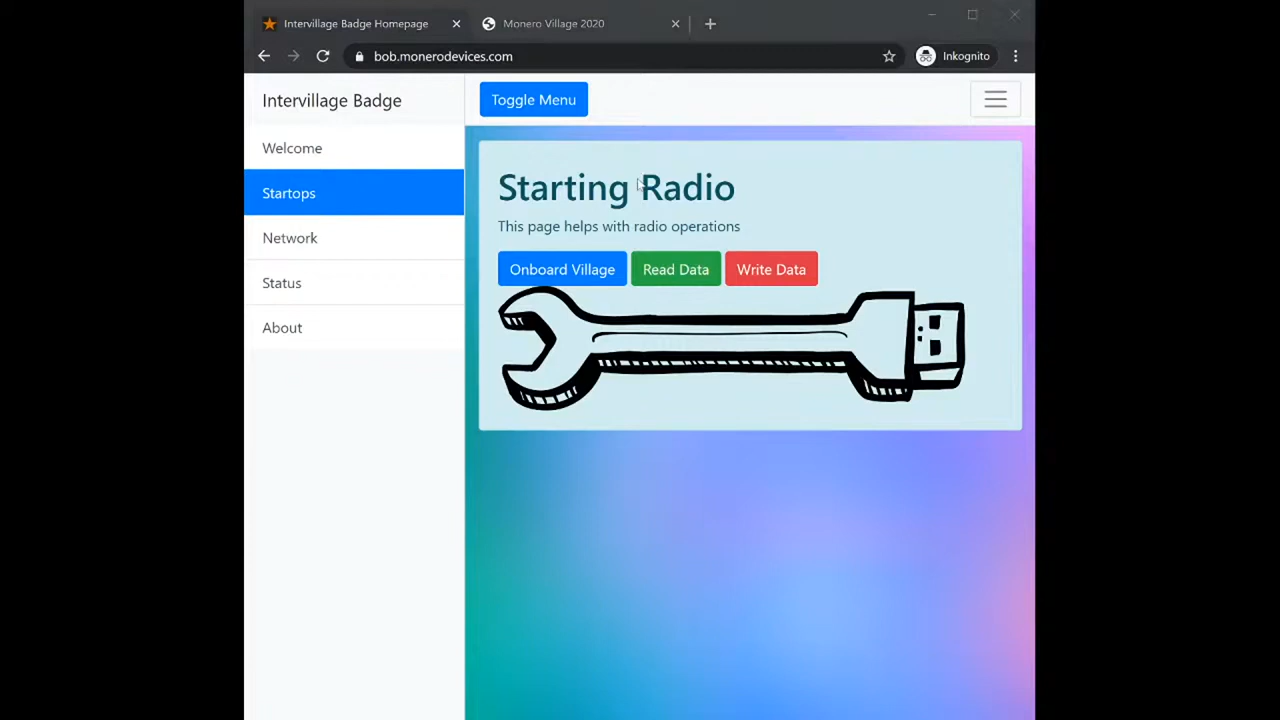 Intervillage Badge Homepage
Monero Village 2020
bob.monerodevices.com
Inkognito
Intervillage Badge
Toggle Menu
Welcome
Startops
Network
Status
About
Starting Radio
This page helps with radio operations
Onboard Village
Read Data
Write Data